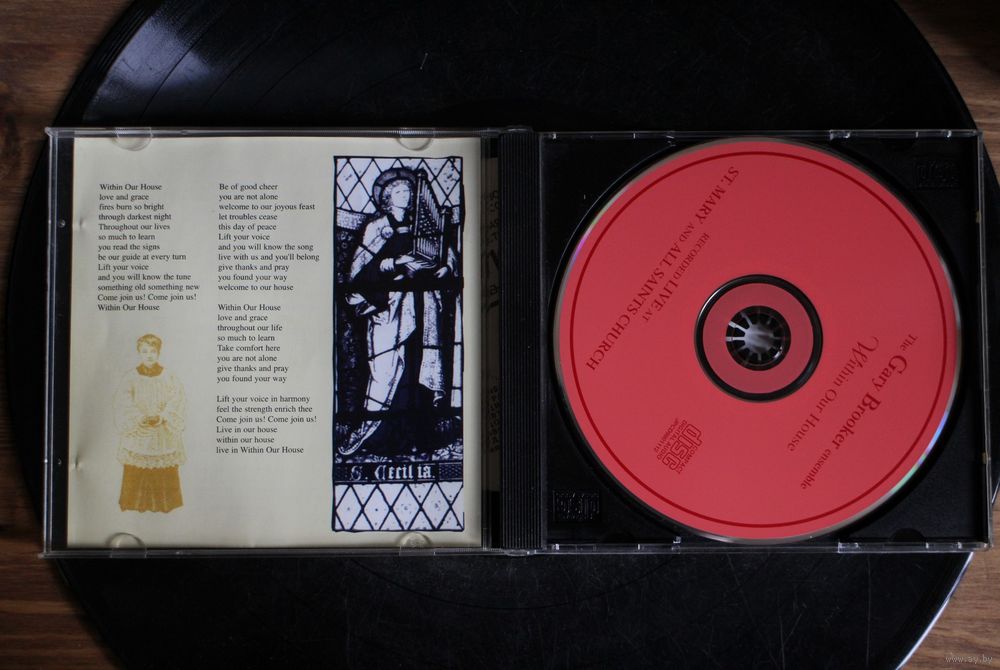 Within Our House
love and grace
fires burn so bright
through darkest night
Throughout our lives
so much to learn
you read the signs
be our guide at every turn
Lift your voice
and you will know the tune
something old something new
Come join us! Come join us!
Within Our House
Be of good cheer
you are not alone
welcome to our joyous feast
let troubles cease
this day of peace
Lift your voice
and you will know the song
live with us and you'll belong
give thanks and pray
you found your way
welcome to our house
Within Our House
love and grace
throughout our life
so much to learn
Take comfort here
you are not alone
give thanks and pray
you found your way
Lift your voice in harmony
feel the strength enrich thee
Come join us! Come join us!
Live in our house
within our house
live in Within Our House
S. Cecilia
The Gary Brooker ensemble
Within Our House
RECORDED LIVE AT
ST. MARY AND ALL SAINTS CHURCH
COMPACT
disc
DIGITAL AUDIO
www.ay.by